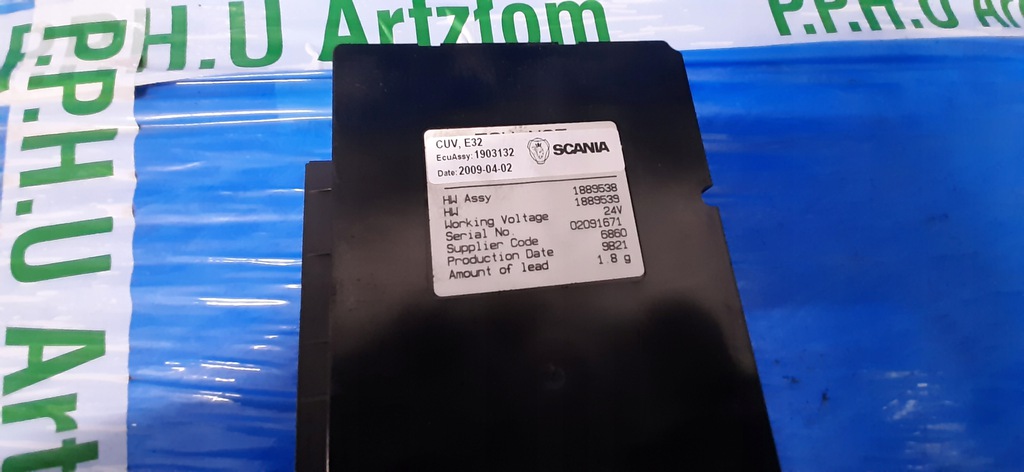 P.P.H.U Artzłom
P.P.H.U Ar
P.P.H.U Art
CUV, E32
EcuAssy: 1903132
Date: 2009-04-02
SCANIA
HW Assy 1889538
HW 1889539
Working Voltage 24V
Serial No. 02091671
Supplier Code 6860
Production Date 9821
Amount of lead 1.8 g